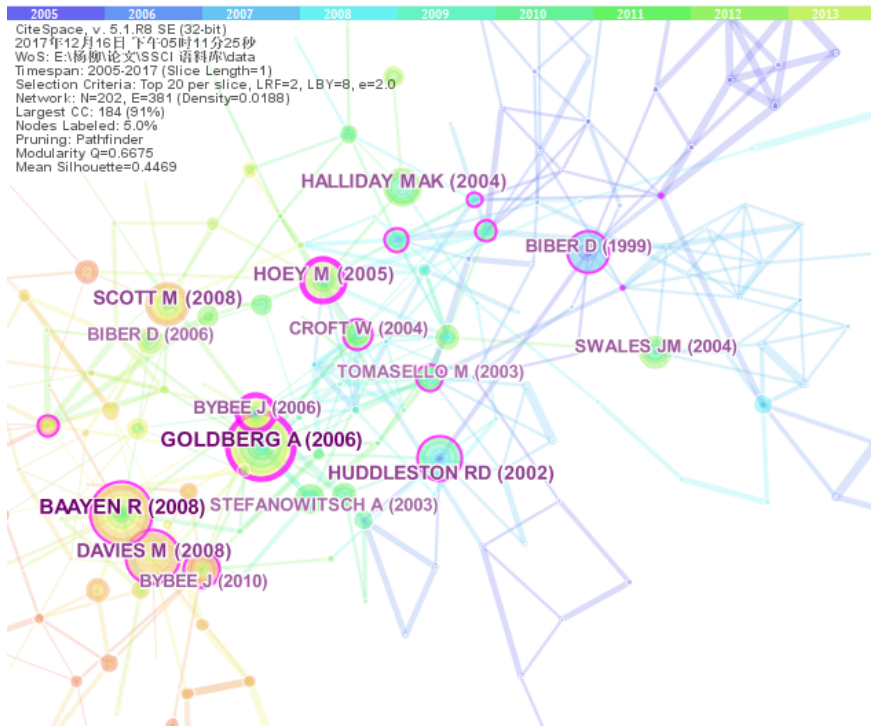 2005 2006 2007 2008 2009 2010 2011 2012 2013
CiteSpace, v. 5.1.R8 SE (32-bit)
2017年12月16日 下午05时11分25秒
WoS: E:\杨柳\论文\SSCI 语料库\data
Timespan: 2005-2017 (Slice Length=1)
Selection Criteria: Top 20 per slice, LRF=2, LBY=8, e=2.0
Network: N=202, E=381 (Density=0.0188)
Largest CC: 184 (91%)
Nodes Labeled: 5.0%
Pruning: Pathfinder
Modularity Q=0.6675
Mean Silhouette=0.4469
HALLIDAY MAK (2004)
BIBER D (1999)
HOEY M (2005)
SCOTT M (2008)
CROFT W (2004)
BIBER D (2006)
SWALES JM (2004)
TOMASELLO M (2003)
BYBEE J (2006)
GOLDBERG A (2006)
HUDDLESTON RD (2002)
BAAYEN R (2008)
STEFANOWITSCH A (2003)
DAVIES M (2008)
BYBEE J (2010)